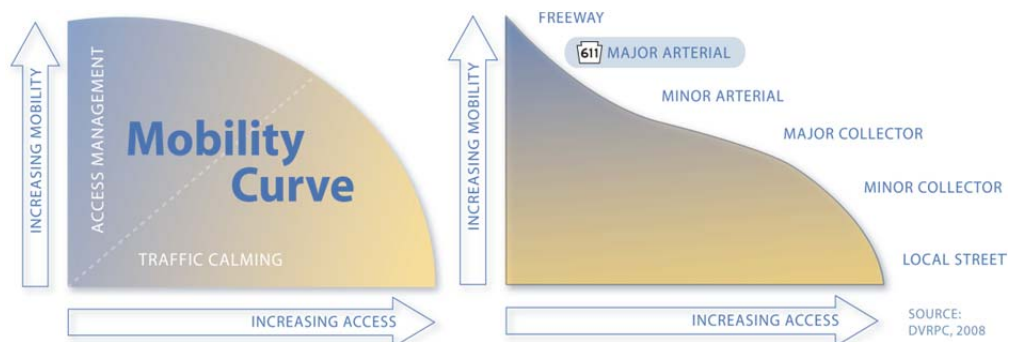 INCREASING MOBILITY
ACCESS MANAGEMENT
Mobility
Curve
TRAFFIC CALMING
INCREASING ACCESS
INCREASING MOBILITY
FREEWAY
611 MAJOR ARTERIAL
MINOR ARTERIAL
MAJOR COLLECTOR
MINOR COLLECTOR
LOCAL STREET
INCREASING ACCESS
SOURCE:
DVRPC, 2008